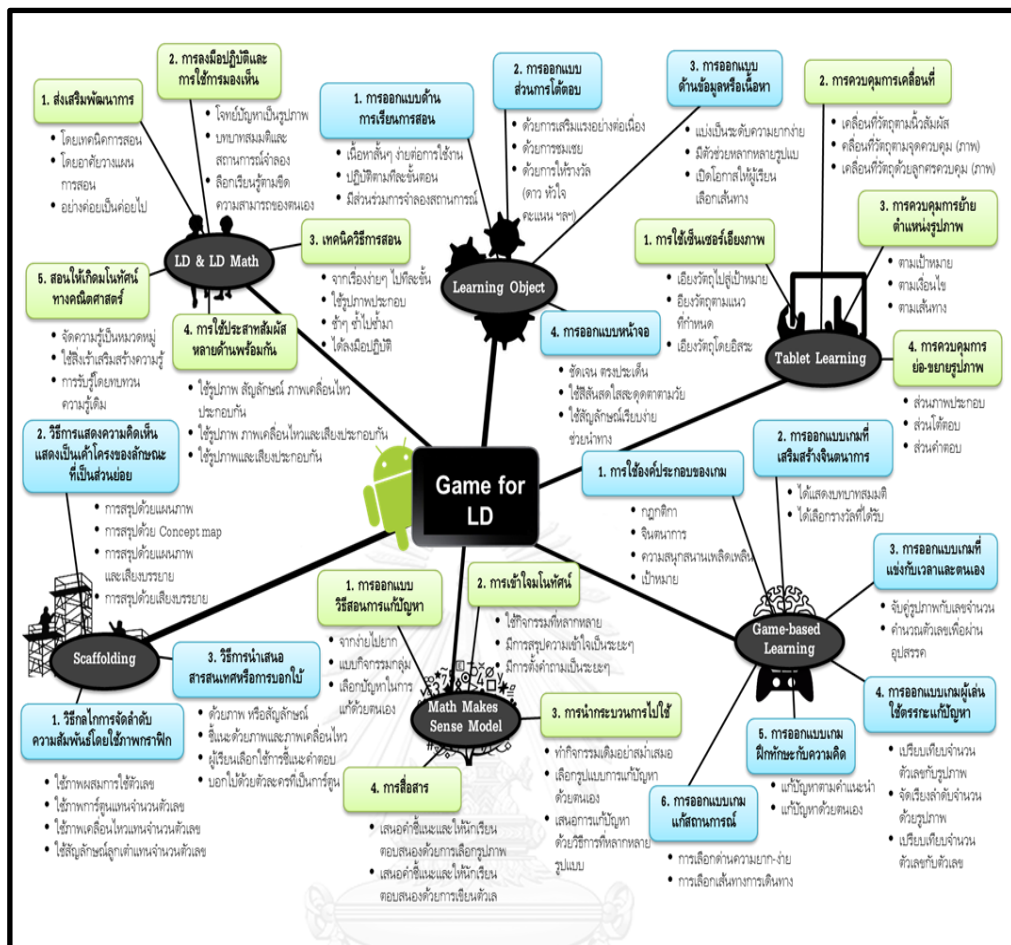 2. การลงมือปฏิบัติและ
การใช้การมองเห็น
โจทย์ปัญหาเป็นรูปภาพ
บทบาทสมมติและ
สถานการณ์จำลอง
ลือกเรียนรู้ตามขีด
ความสามารถของตนเอง
1. ส่งเสริมพัฒนาการ
โดยเทคนิคการสอน
โดยอาศัยวางแผน
การสอน
อย่างค่อยเป็นค่อยไป
LD & LD Math
3. เทคนิควิธีการสอน
จากเรื่องง่ายๆ ไปทีละขั้น
ใช้รูปภาพประกอบ
ช้าๆ ซ้ำไปซ้ำมา
ได้ลงมือปฏิบัติ
5. สอนให้เกิดมโนทัศน์
ทางคณิตศาสตร์
จัดความรู้เป็นหมวดหมู่
ใช้สิ่งเร้าเสริมสร้างความรู้
การรับรู้โดยทบทวน
ความรู้เดิม
4. การใช้ประสาทสัมผัส
หลายด้านพร้อมกัน
ใช้รูปภาพ สัญลักษณ์ ภาพเคลื่อนไหว
ประกอบกัน
ใช้รูปภาพ ภาพเคลื่อนไหวและเสียงประกอบกัน
ใช้รูปภาพและเสียงประกอบกัน
1. การออกแบบด้าน
การเรียนการสอน
เนื้อหาสั้นๆ ง่ายต่อการใช้งาน
ปฏิบัติตามทีละขั้นตอน
มีส่วนร่วมการจำลองสถานการณ์
2. การออกแบบ
ส่วนการโต้ตอบ
ด้วยการเสริมแรงอย่างต่อเนื่อง
ด้วยการชมเชย
ด้วยการให้รางวัล
(ดาว หัวใจ
คะแนน ฯลฯ)
3. การออกแบบ
ด้านข้อมูลหรือเนื้อหา
แบ่งเป็นระดับความยากง่าย
มีตัวช่วยหลากหลายรูปแบ
เปิดโอกาสให้ผู้เรียน
เลือกเส้นทาง
Learning Object
4. การออกแบบหน้าจอ
ชัดเจน ตรงประเด็น
ใช้สีสันสดใสสะดุดตาตามวัย
ใช้สัญลักษณ์เรียบง่าย
ช่วยนำทาง
2. การควบคุมการเคลื่อนที่
เคลื่อนที่วัตถุตามนิ้วสัมผัส
คลื่อนที่วัตถุตามจุดควบคุม (ภาพ)
เคลื่อนที่วัตถุด้วยลูกศรควบคุม (ภาพ)
3. การควบคุมการย้าย
ตำแหน่งรูปภาพ
ตามเป้าหมาย
ตามเงื่อนไข
ตามเส้นทาง
1. การใช้เซ็นเซอร์เอียงภาพ
เอียงวัตถุไปสู่เป้าหมาย
อียงวัตถุตามแนว
ที่กำหนด
เอียงวัตถุโดยอิสระ
Tablet Learning
4. การควบคุมการ
ย่อ-ขยายรูปภาพ
ส่วนภาพประกอบ
ส่วนโต้ตอบ
ส่วนคำตอบ
Game for
LD
2. วิธีการแสดงความคิดเห็น
แสดงเป็นเค้าโครงของลักษณะ
ที่เป็นส่วนย่อย
การสรุปด้วยแผนภาพ
การสรุปด้วย Concept map
การสรุปด้วยแผนภาพ
และเสียงบรรยาย
การสรุปด้วยเสียงบรรยาย
Scaffolding
3. วิธีการนำเสนอ
สารสนเทศหรือการบอกใบ้
ด้วยภาพ หรือสัญลักษณ์
ชี้แนะด้วยภาพและภาพเคลื่อนไหว
ผู้เรียนเลือกใช้การชี้แนะคำตอบ
บอกใบ้ด้วยตัวละครที่เป็นการ์ตูน
1. วิธีกลไกการจัดลำดับ
ความสัมพันธ์โดยใช้ภาพกราฟิก
ใช้ภาพผสมการใช้ตัวเลข
ใช้ภาพการ์ตูนแทนจำนวนตัวเลข
ใช้ภาพเคลื่อนไหวแทนจำนวนตัวเลข
ใช้สัญลักษณ์ลูกเต๋าแทนจำนวนตัวเลข
1. การออกแบบ
วิธีสอนการแก้ปัญหา
จากง่ายไปยาก
แบบกิจกรรมกลุ่ม
เลือกปัญหาในการ
แก้ด้วยตนเอง
2. การเข้าใจมโนทัศน์
ใช้กิจกรรมที่หลากหลาย
มีการสรุปความเข้าใจเป็นระยะๆ
มีการตั้งคำถามเป็นระยะๆ
Math Makes
Sense Model
3. การนำกระบวนการไปใช้
ทำกิจกรรมเดิมอย่าสม่ำเสมอ
เลือกรูปแบบการแก้ปัญหา
ด้วยตนเอง
เสนอการแก้ปัญหา
ด้วยวิธีการที่หลากหลาย
รูปแบบ
4. การสื่อสาร
เสนอคำชี้แนะและให้นักเรียน
ตอบสนองด้วยการเลือกรูปภาพ
เสนอคำชี้แนะและให้นักเรียน
ตอบสนองด้วยการเขียนตัวเล
1. การใช้องค์ประกอบของเกม
กฎกติกา
จินตนาการ
ความสนุกสนานเพลิดเพลิน
เป้าหมาย
2. การออกแบบเกมที่
เสริมสร้างจินตนาการ
ได้แสดงบทบาทสมมติ
ได้เลือกรางวัลที่ได้รับ
3. การออกแบบเกมที่
แข่งกับเวลาและตนเอง
จับคู่รูปภาพกับเลขจำนวน
คำนวณตัวเลขเพื่อผ่าน
อุปสรรค
Game-based
Learning
4. การออกแบบเกมผู้เล่น
ใช้ตรรกะแก้ปัญหา
เปรียบเทียบจำนวน
ตัวเลขกับรูปภาพ
จัดเรียงลำดับจำนวน
ด้วยรูปภาพ
เปรียบเทียบจำนวน
ตัวเลขกับตัวเลข
5. การออกแบบเกม
ฝึกทักษะกับความคิด
แก้ปัญหาตามคำแนะนำ
แก้ปัญหาด้วยตนเอง
6. การออกแบบเกม
แก้สถานการณ์
การเลือกด่านความยาก-ง่าย
การเลือกเส้นทางการเดินทาง